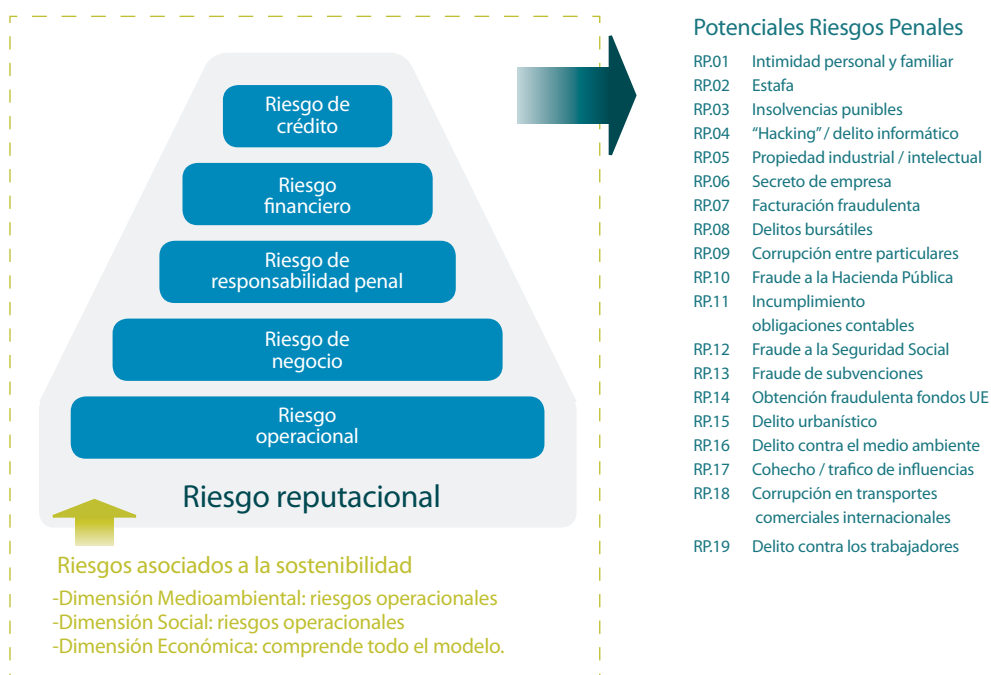 Riesgo de
crédito
Riesgo
financiero
Riesgo de
responsabilidad penal
Riesgo de
negocio
Riesgo
operacional
Riesgo reputacional
Riesgos asociados a la sostenibilidad
-Dimensión Medioambiental: riesgos operacionales
-Dimensión Social: riesgos operacionales
-Dimensión Económica: comprende todo el modelo.
Potenciales Riesgos Penales
RP.01 Intimidad personal y familiar
RP.02 Estafa
RP.03 Insolvencias punibles
RP.04 “Hacking” / delito informático
RP.05 Propiedad industrial / intelectual
RP.06 Secreto de empresa
RP.07 Facturación fraudulenta
RP.08 Delitos bursátiles
RP.09 Corrupción entre particulares
RP.10 Fraude a la Hacienda Pública
RP.11 Incumplimiento
obligaciones contables
RP.12 Fraude a la Seguridad Social
RP.13 Fraude de subvenciones
RP.14 Obtención fraudulenta fondos UE
RP.15 Delito urbanístico
RP.16 Delito contra el medio ambiente
RP.17 Cohecho / trafico de influencias
RP.18 Corrupción en transportes
comerciales internacionales
RP.19 Delito contra los trabajadores